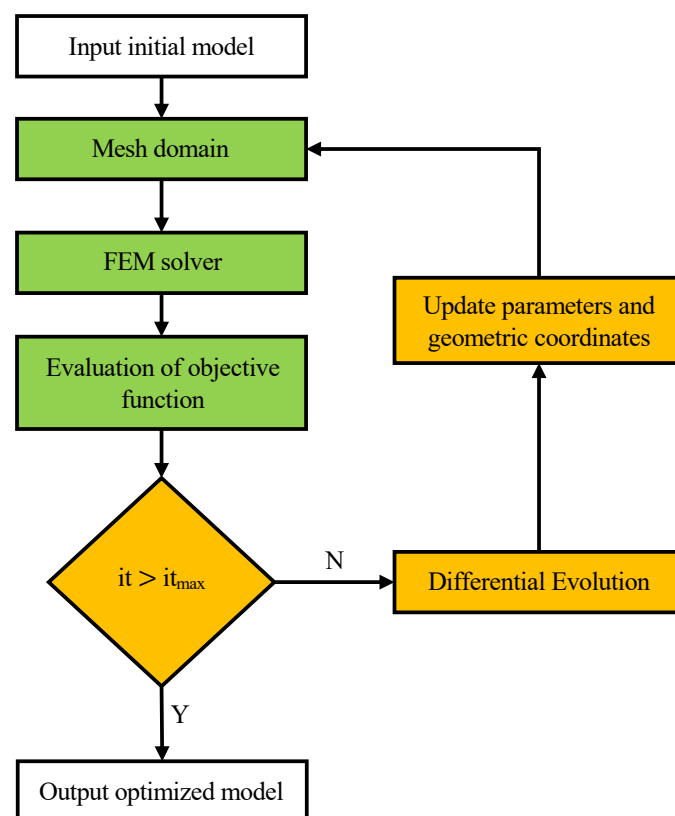 Input initial model
Mesh domain
FEM solver
Update parameters and
geometric coordinates
Evaluation of objective
function
it > it_max
N
Differential Evolution
Y
Output optimized model